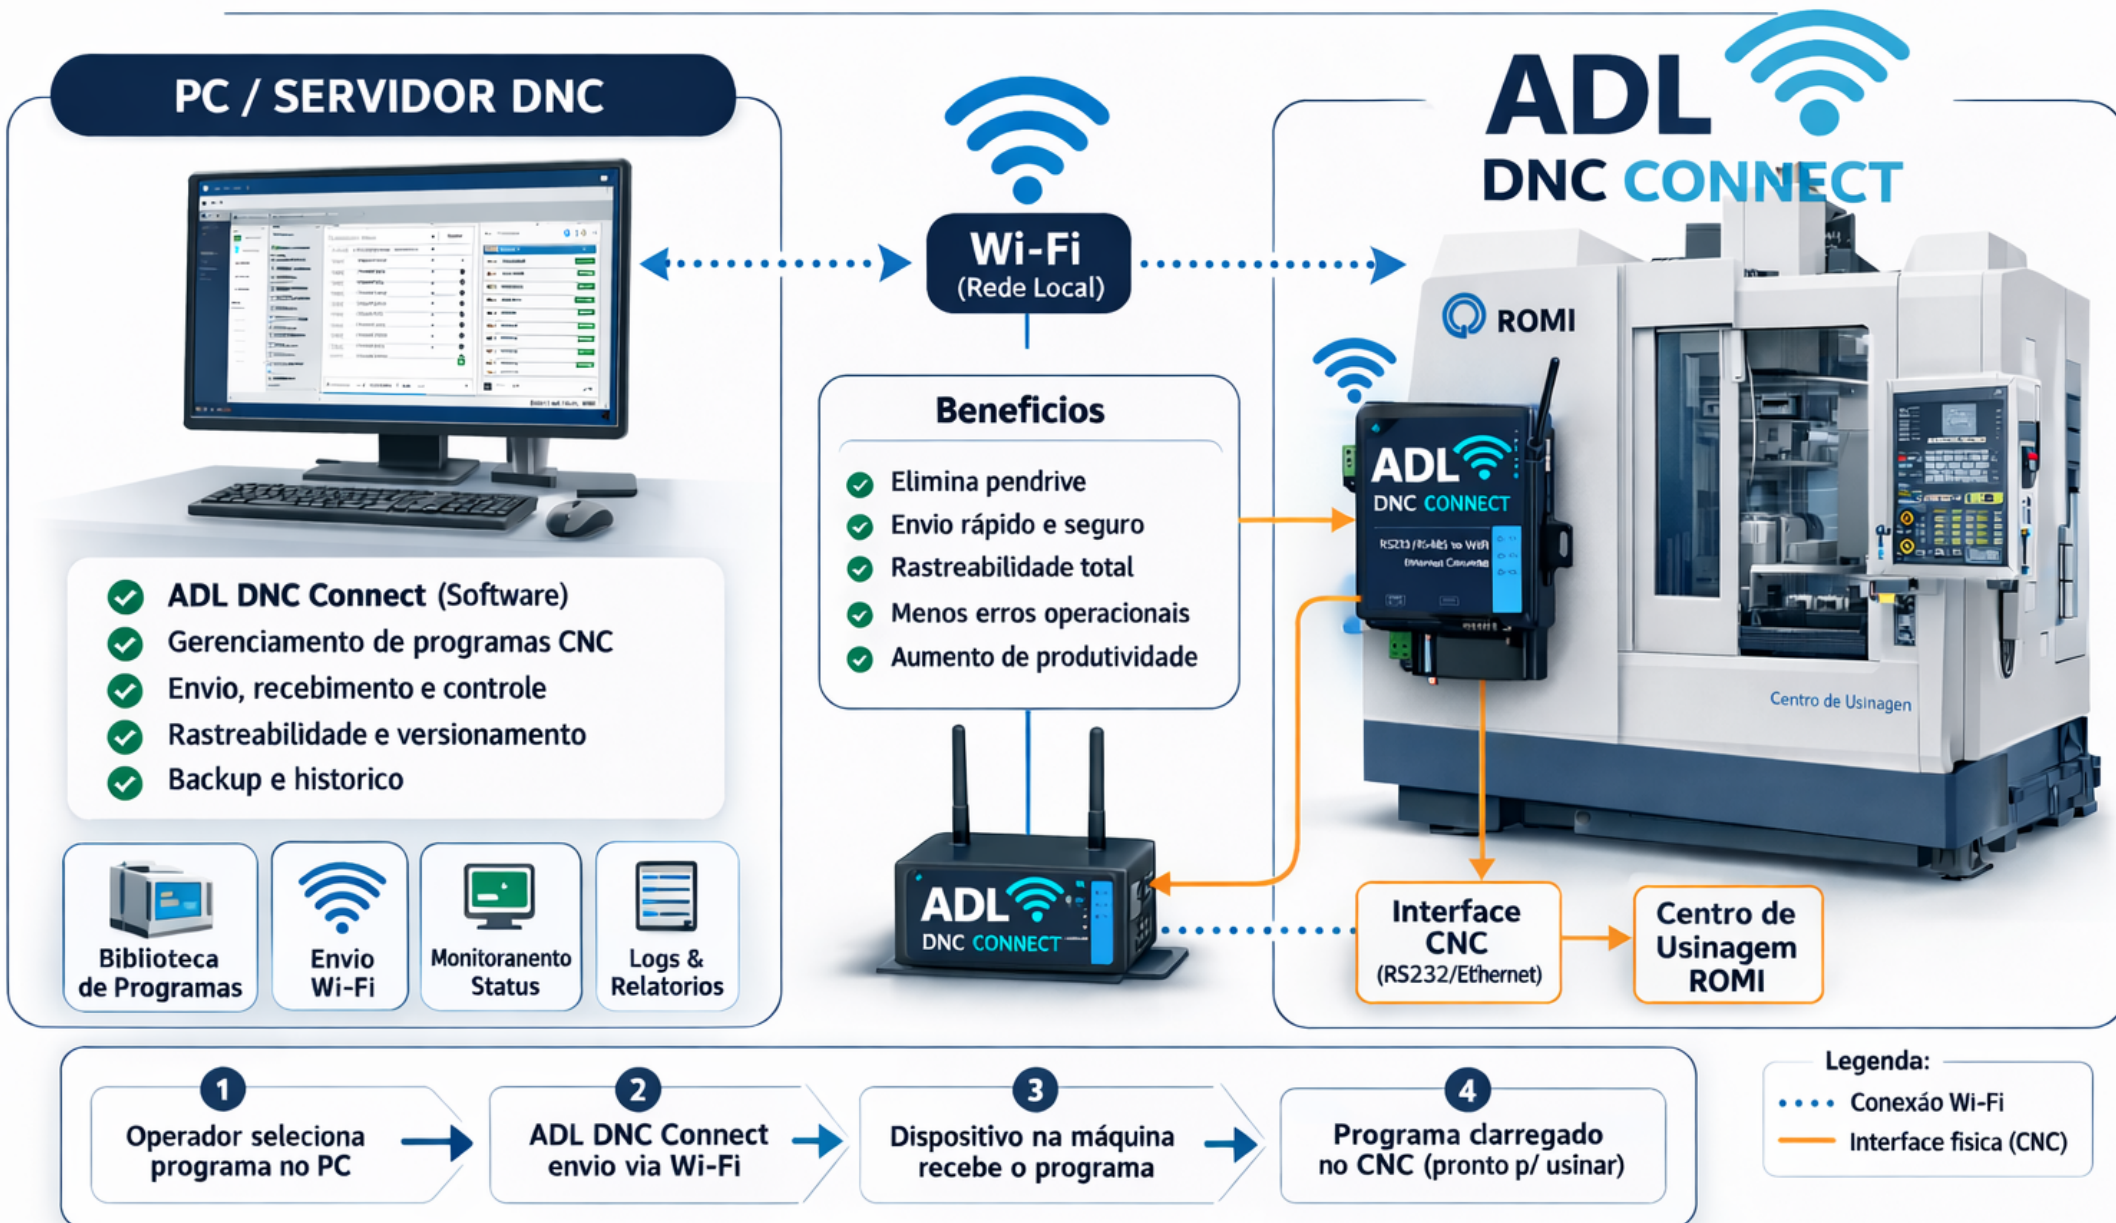 PC / SERVIDOR DNC
ADL DNC Connect (Software)
Gerenciamento de programas CNC
Envio, recebimento e controle
Rastreabilidade e versionamento
Backup e historico
Biblioteca
de Programas
Envio
Wi-Fi
Monitoranento
Status
Logs &
Relatorios
Wi-Fi
(Rede Local)
Beneficios
Elimina pendrive
Envio rápido e seguro
Rastreabilidade total
Menos erros operacionais
Aumento de produtividade
ADL
DNC CONNECT
ADL
DNC CONNECT
ROMI
ADL
DNC CONNECT
Centro de Usinagen
Interface
CNC
(RS232/Ethernet)
Centro de
Usinagem
ROMI
1
Operador seleciona
programa no PC
2
ADL DNC Connect
envio via Wi-Fi
3
Dispositivo na máquina
recebe o programa
4
Programa clarregado
no CNC (pronto p/ usinar)
Legenda:
Conexáo Wi-Fi
Interface fisica (CNC)